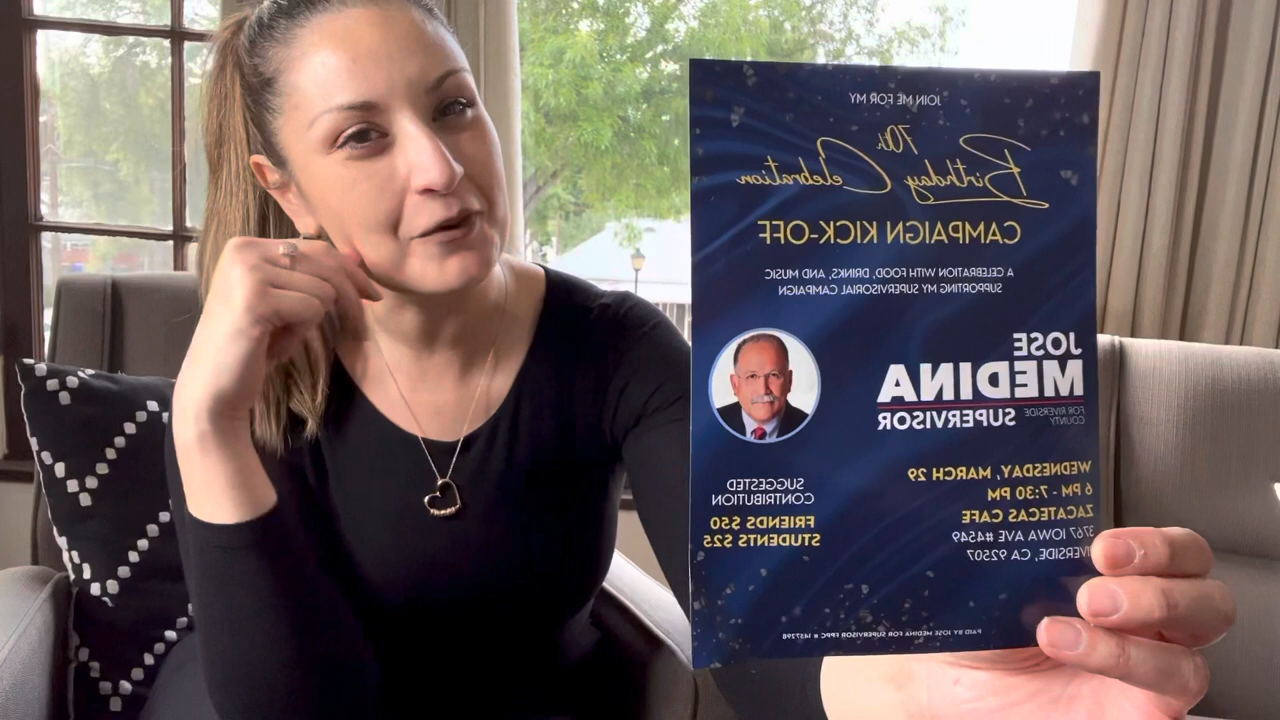 JOIN ME FOR MY
70th
Birthday Celebration
CAMPAIGN KICK-OFF
A CELEBRATION WITH FOOD, DRINKS, AND MUSIC
SUPPORTING MY SUPERVISORIAL CAMPAIGN
JOSE
MEDINA
FOR RIVERSIDE
COUNTY
SUPERVISOR
WEDNESDAY, MARCH 29
6 PM - 7:30 PM
ZACATECAS CAFE
3767 IOWA AVE #4549
IVERSIDE, CA 92507
SUGGESTED
CONTRIBUTION
FRIENDS $50
STUDENTS $25
PAID BY JOSE MEDINA FOR SUPERVISOR FPPC # 1457298